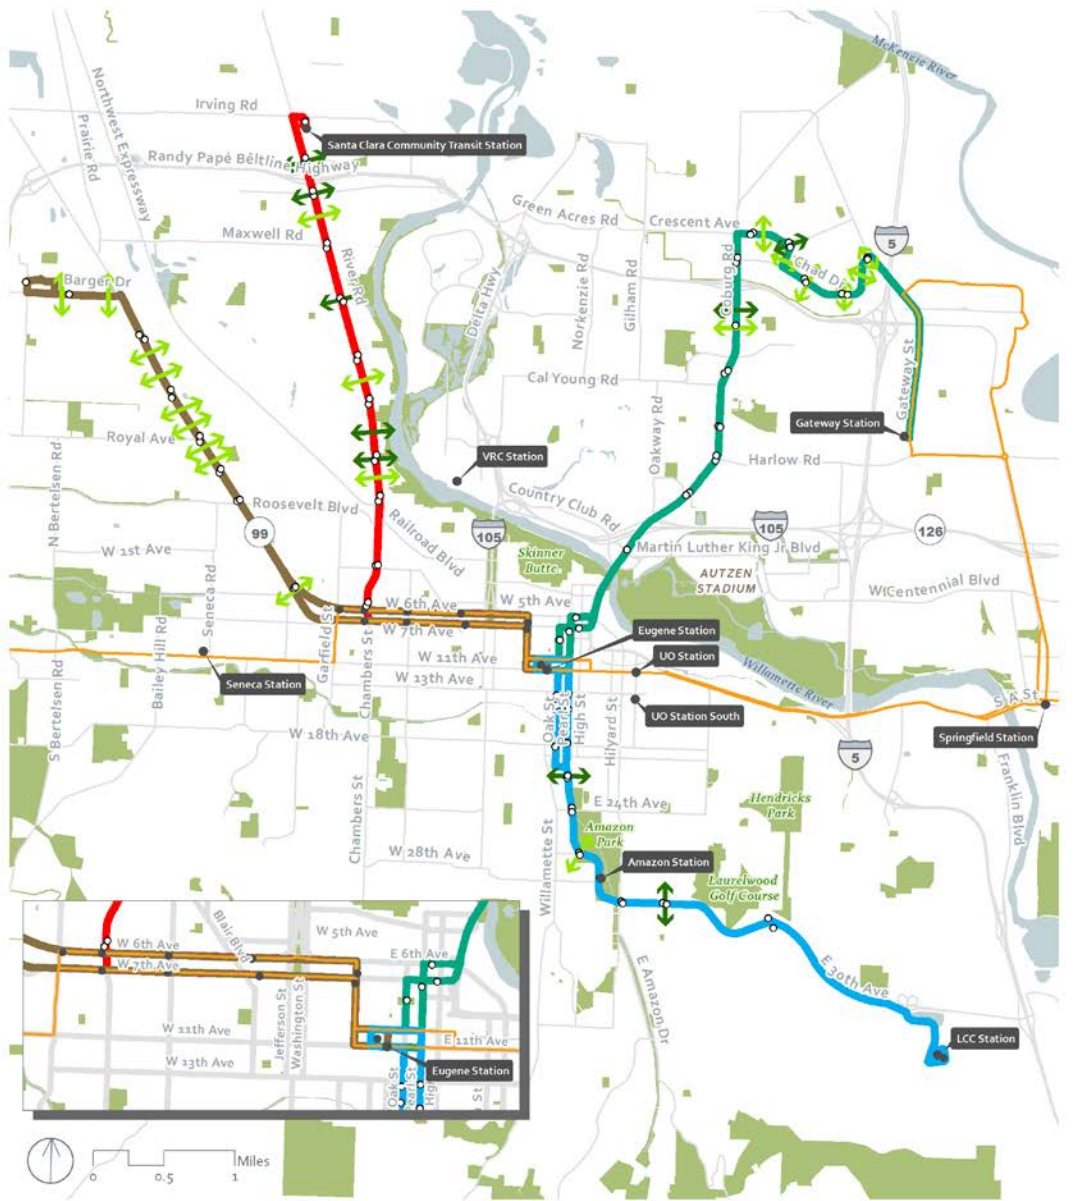 McKenzie River
Irving Rd
Northwest Expressway
Prairie Rd
Santa Clara Community Transit Station
Randy Papé Beltline Highway
Green Acres Rd
Crescent Ave
Maxwell Rd
5
River Rd
Delta Hwy
Norkenzie Rd
Gilham Rd
Coburg Rd
Chad Dr
Barger Dr
Gateway St
Cal Young Rd
Oakway Rd
Gateway Station
Royal Ave
N Bertelsen Rd
VRC Station
Harlow Rd
Country Club Rd
Roosevelt Blvd
Railroad Blvd
99
105
105
126
W 1st Ave
Skinner
Butte
Martin Luther King Jr Blvd
AUTZEN
STADIUM
W Centennial Blvd
Seneca Rd
Bailey Hill Rd
W 5th Ave
W 6th Ave
W 7th Ave
Garfield St
Chambers St
Eugene Station
W 11th Ave
UO Station
W 13th Ave
Seneca Station
Willamette River
S Bertelsen Rd
UO Station South
S A St
Oak St
Pearl St
High St
Hilyard St
W 18th Ave
Springfield Station
5
Franklin Blvd
Chambers St
E 24th Ave
Hendricks
Park
Amazon
Park
Willamette St
W 28th Ave
Amazon Station
Laurelwood
Golf Course
E 30th Ave
E Amazon Dr
LCC Station
Blair Blvd
W 5th Ave
W 6th Ave
E 6th Ave
W 7th Ave
Jefferson St
Washington St
W 11th Ave
E 11th Ave
W 13th Ave
Eugene Station
Oak St
Pearl St
High
St
Miles
0
0.5
1